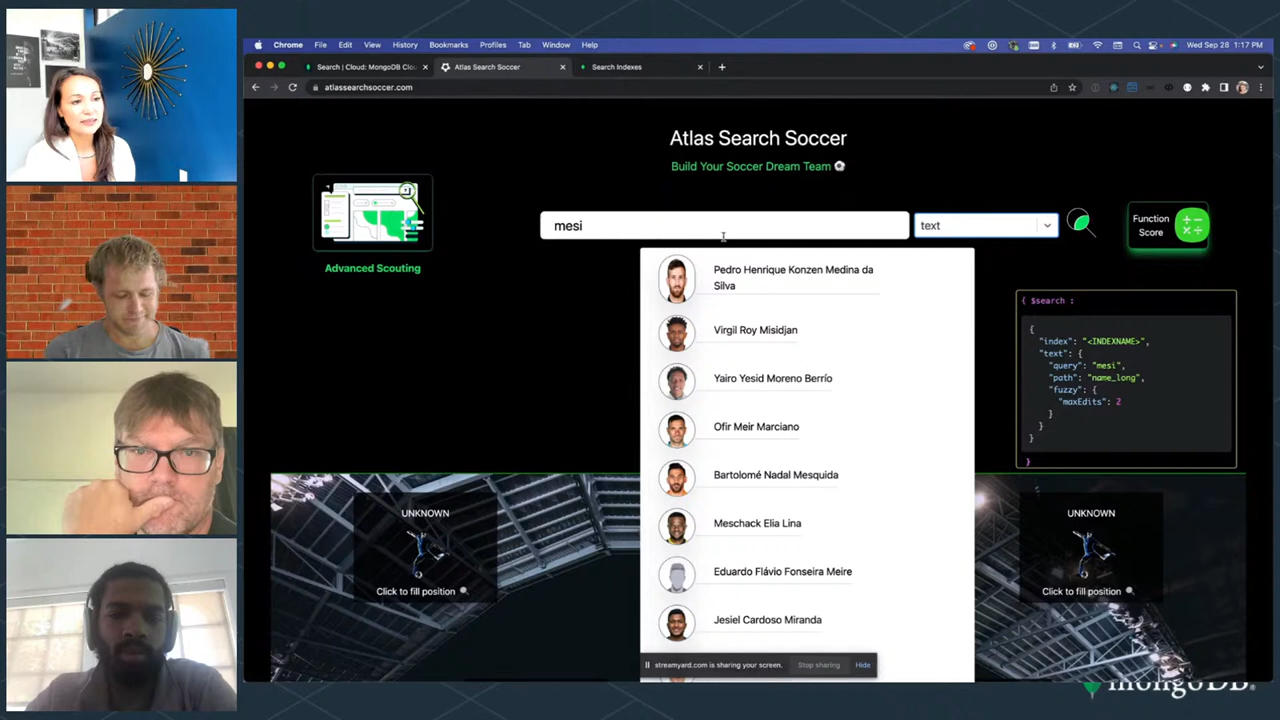 Chrome File Edit View History Bookmarks Profiles Tab Window Help
Wed Sep 28 1:17 PM
Search | Cloud: MongoDB Clou
Atlas Search Soccer
Search Indexes
atlassearchsoccer.com
Atlas Search Soccer
Build Your Soccer Dream Team
Advanced Scouting
mesi
text
Function
Score
Pedro Henrique Konzen Medina da
Silva
Virgil Roy Misidjan
Yairo Yesid Moreno Berrío
Ofir Meir Marciano
Bartolomé Nadal Mesquida
Meschack Elia Lina
Eduardo Flávio Fonseira Meire
Jesiel Cardoso Miranda
{ $search :
{
"index": "<INDEXNAME>",
"text": {
"query": "mesi",
"path": "name_long",
"fuzzy": {
"maxEdits": 2
}
}
}
}
UNKNOWN
Click to fill position
UNKNOWN
Click to fill position
streamyard.com is sharing your screen.
Stop sharing
Hide
mongoDB